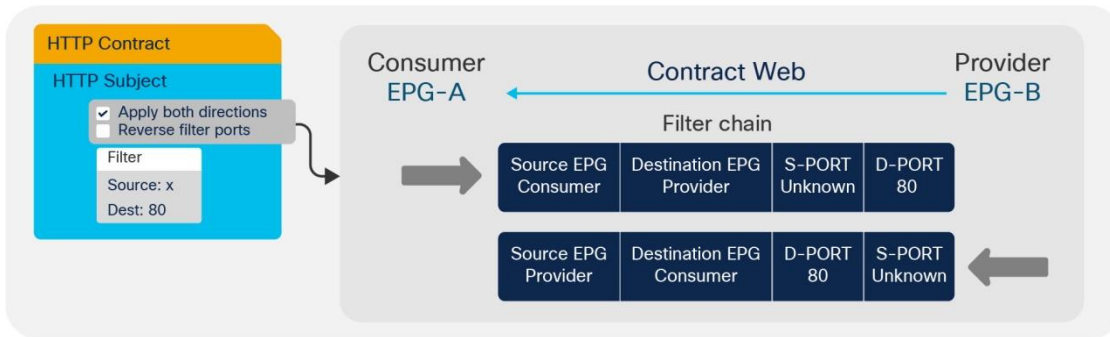 HTTP Contract
HTTP Subject
Apply both directions
Reverse filter ports
Filter
Source: x
Dest: 80
Consumer
EPG-A
Contract Web
Provider
EPG-B
Filter chain
Source EPG
Consumer
Destination EPG
Provider
S-PORT
Unknown
D-PORT
80
Source EPG
Provider
Destination EPG
Consumer
D-PORT
80
S-PORT
Unknown